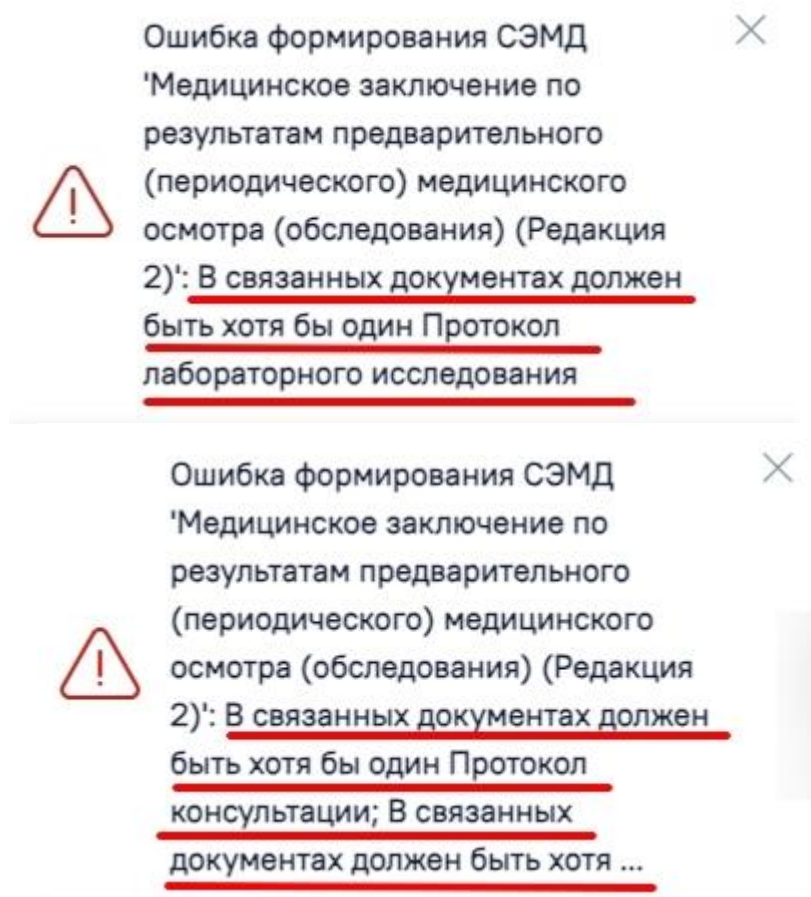 Ошибка формирования СЭМД
'Медицинское заключение по
результатам предварительного
(периодического) медицинского
осмотра (обследования) (Редакция
2)': В связанных документах должен
быть хотя бы один Протокол
лабораторного исследования
Ошибка формирования СЭМД
'Медицинское заключение по
результатам предварительного
(периодического) медицинского
осмотра (обследования) (Редакция
2)': В связанных документах должен
быть хотя бы один Протокол
консультации; В связанных
документах должен быть хотя ...